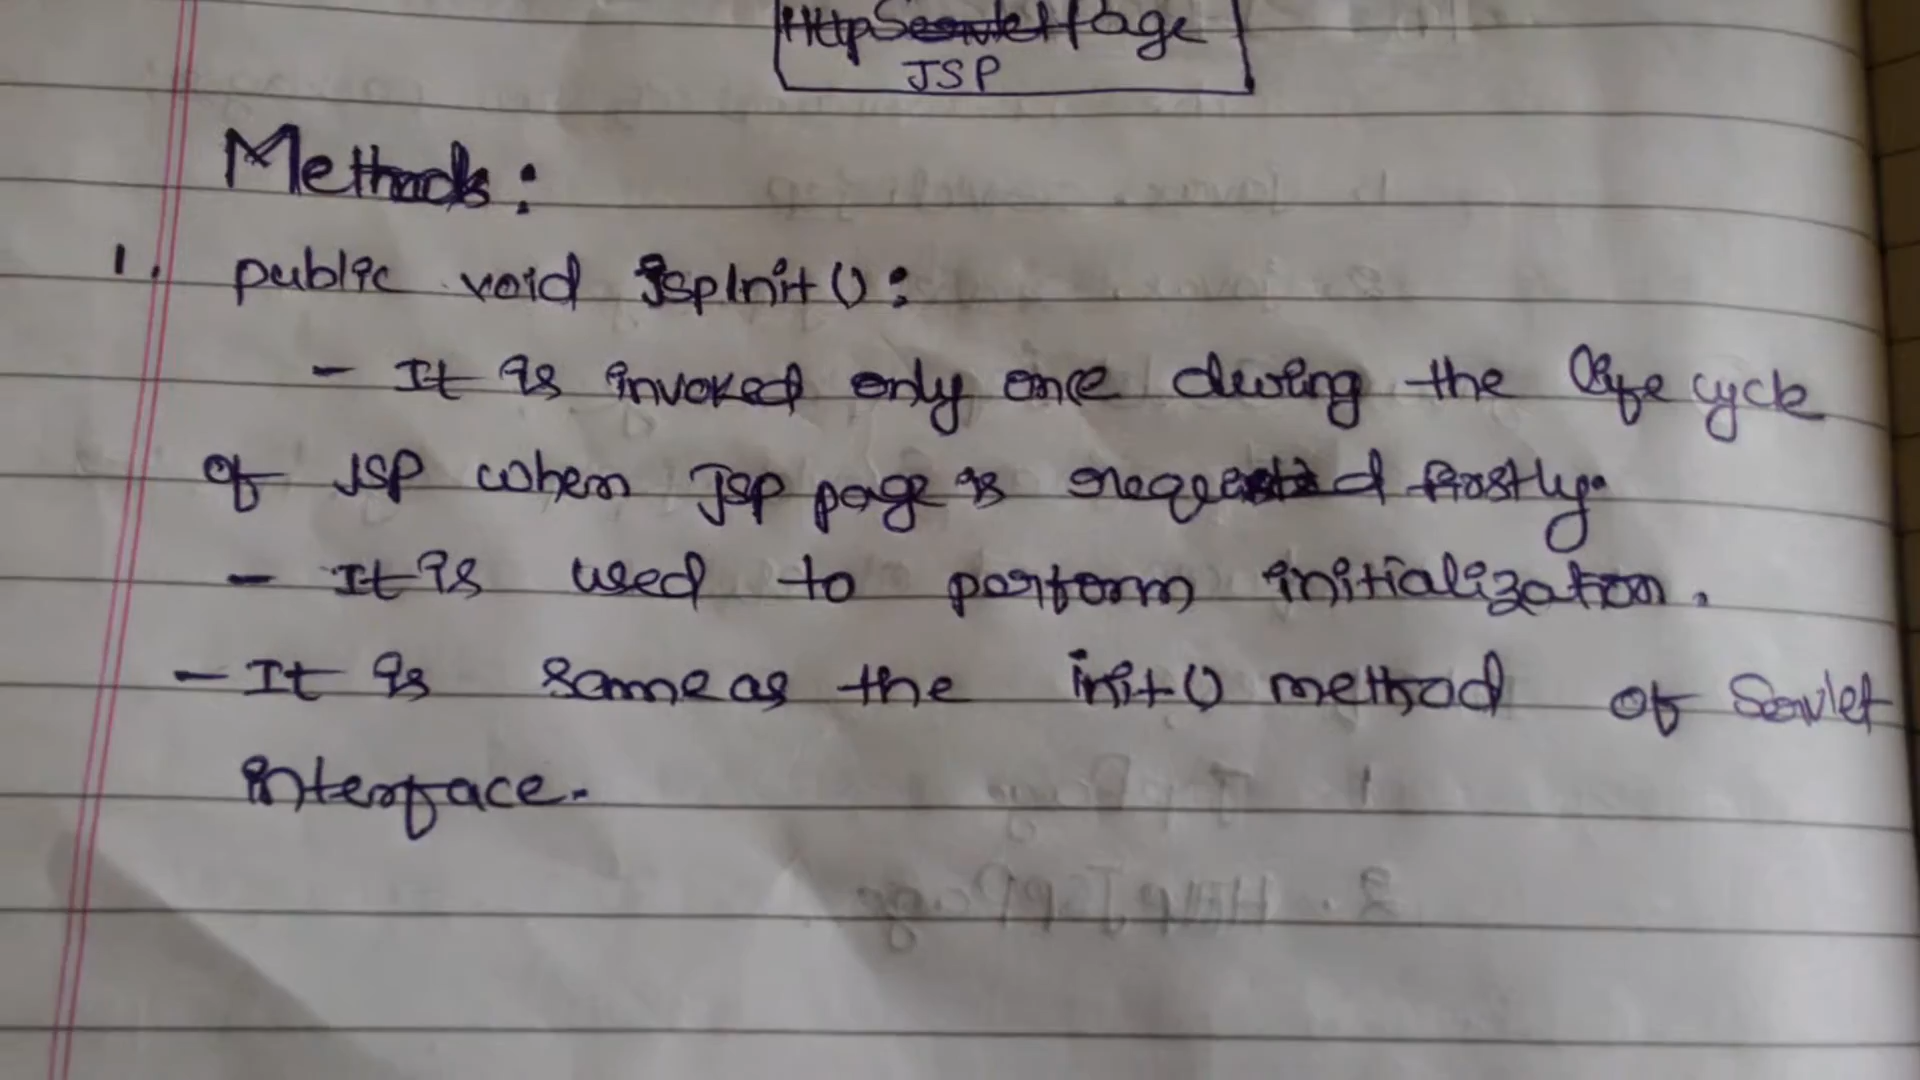 HttpServletPage
JSP
Methods:
1. public void JspInit():
- It is invoked only once during the life cycle
of JSP when Jsp page is requested firstly.
- It is used to perform initialization.
- It is same as the init() method of Servlet
interface.